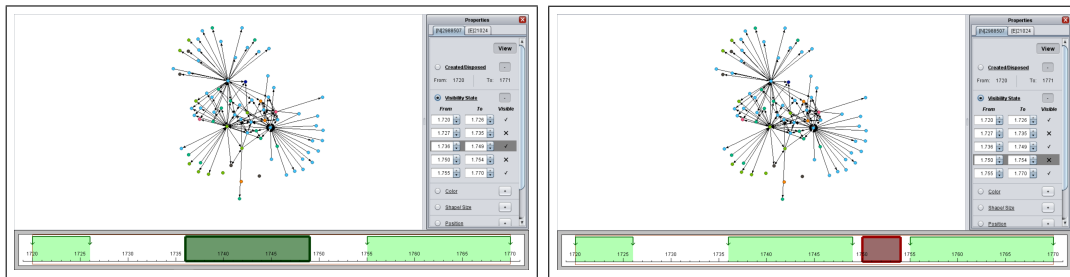 Properties
[N]2988507 [E]21024
View
Created/Disposed -
From: 1720 To: 1771
Visibility State -
From To Visible
1.720 1.726 ✓
1.727 1.735 ✕
1.736 1.749 ✓
1.750 1.754 ✕
1.755 1.770 ✓
Color
Shape/ Size
Position
1720 1725 1730 1735 1740 1745 1750 1755 1760 1765 1770
Properties
[N]2988507 [E]21024
View
Created/Disposed -
From: 1720 To: 1771
Visibility State -
From To Visible
1.720 1.726 ✓
1.727 1.735 ✕
1.736 1.749 ✓
1.750 1.754 ✕
1.755 1.770 ✓
Color
Shape/ Size
Position
1720 1725 1730 1735 1740 1745 1750 1755 1760 1765 1770